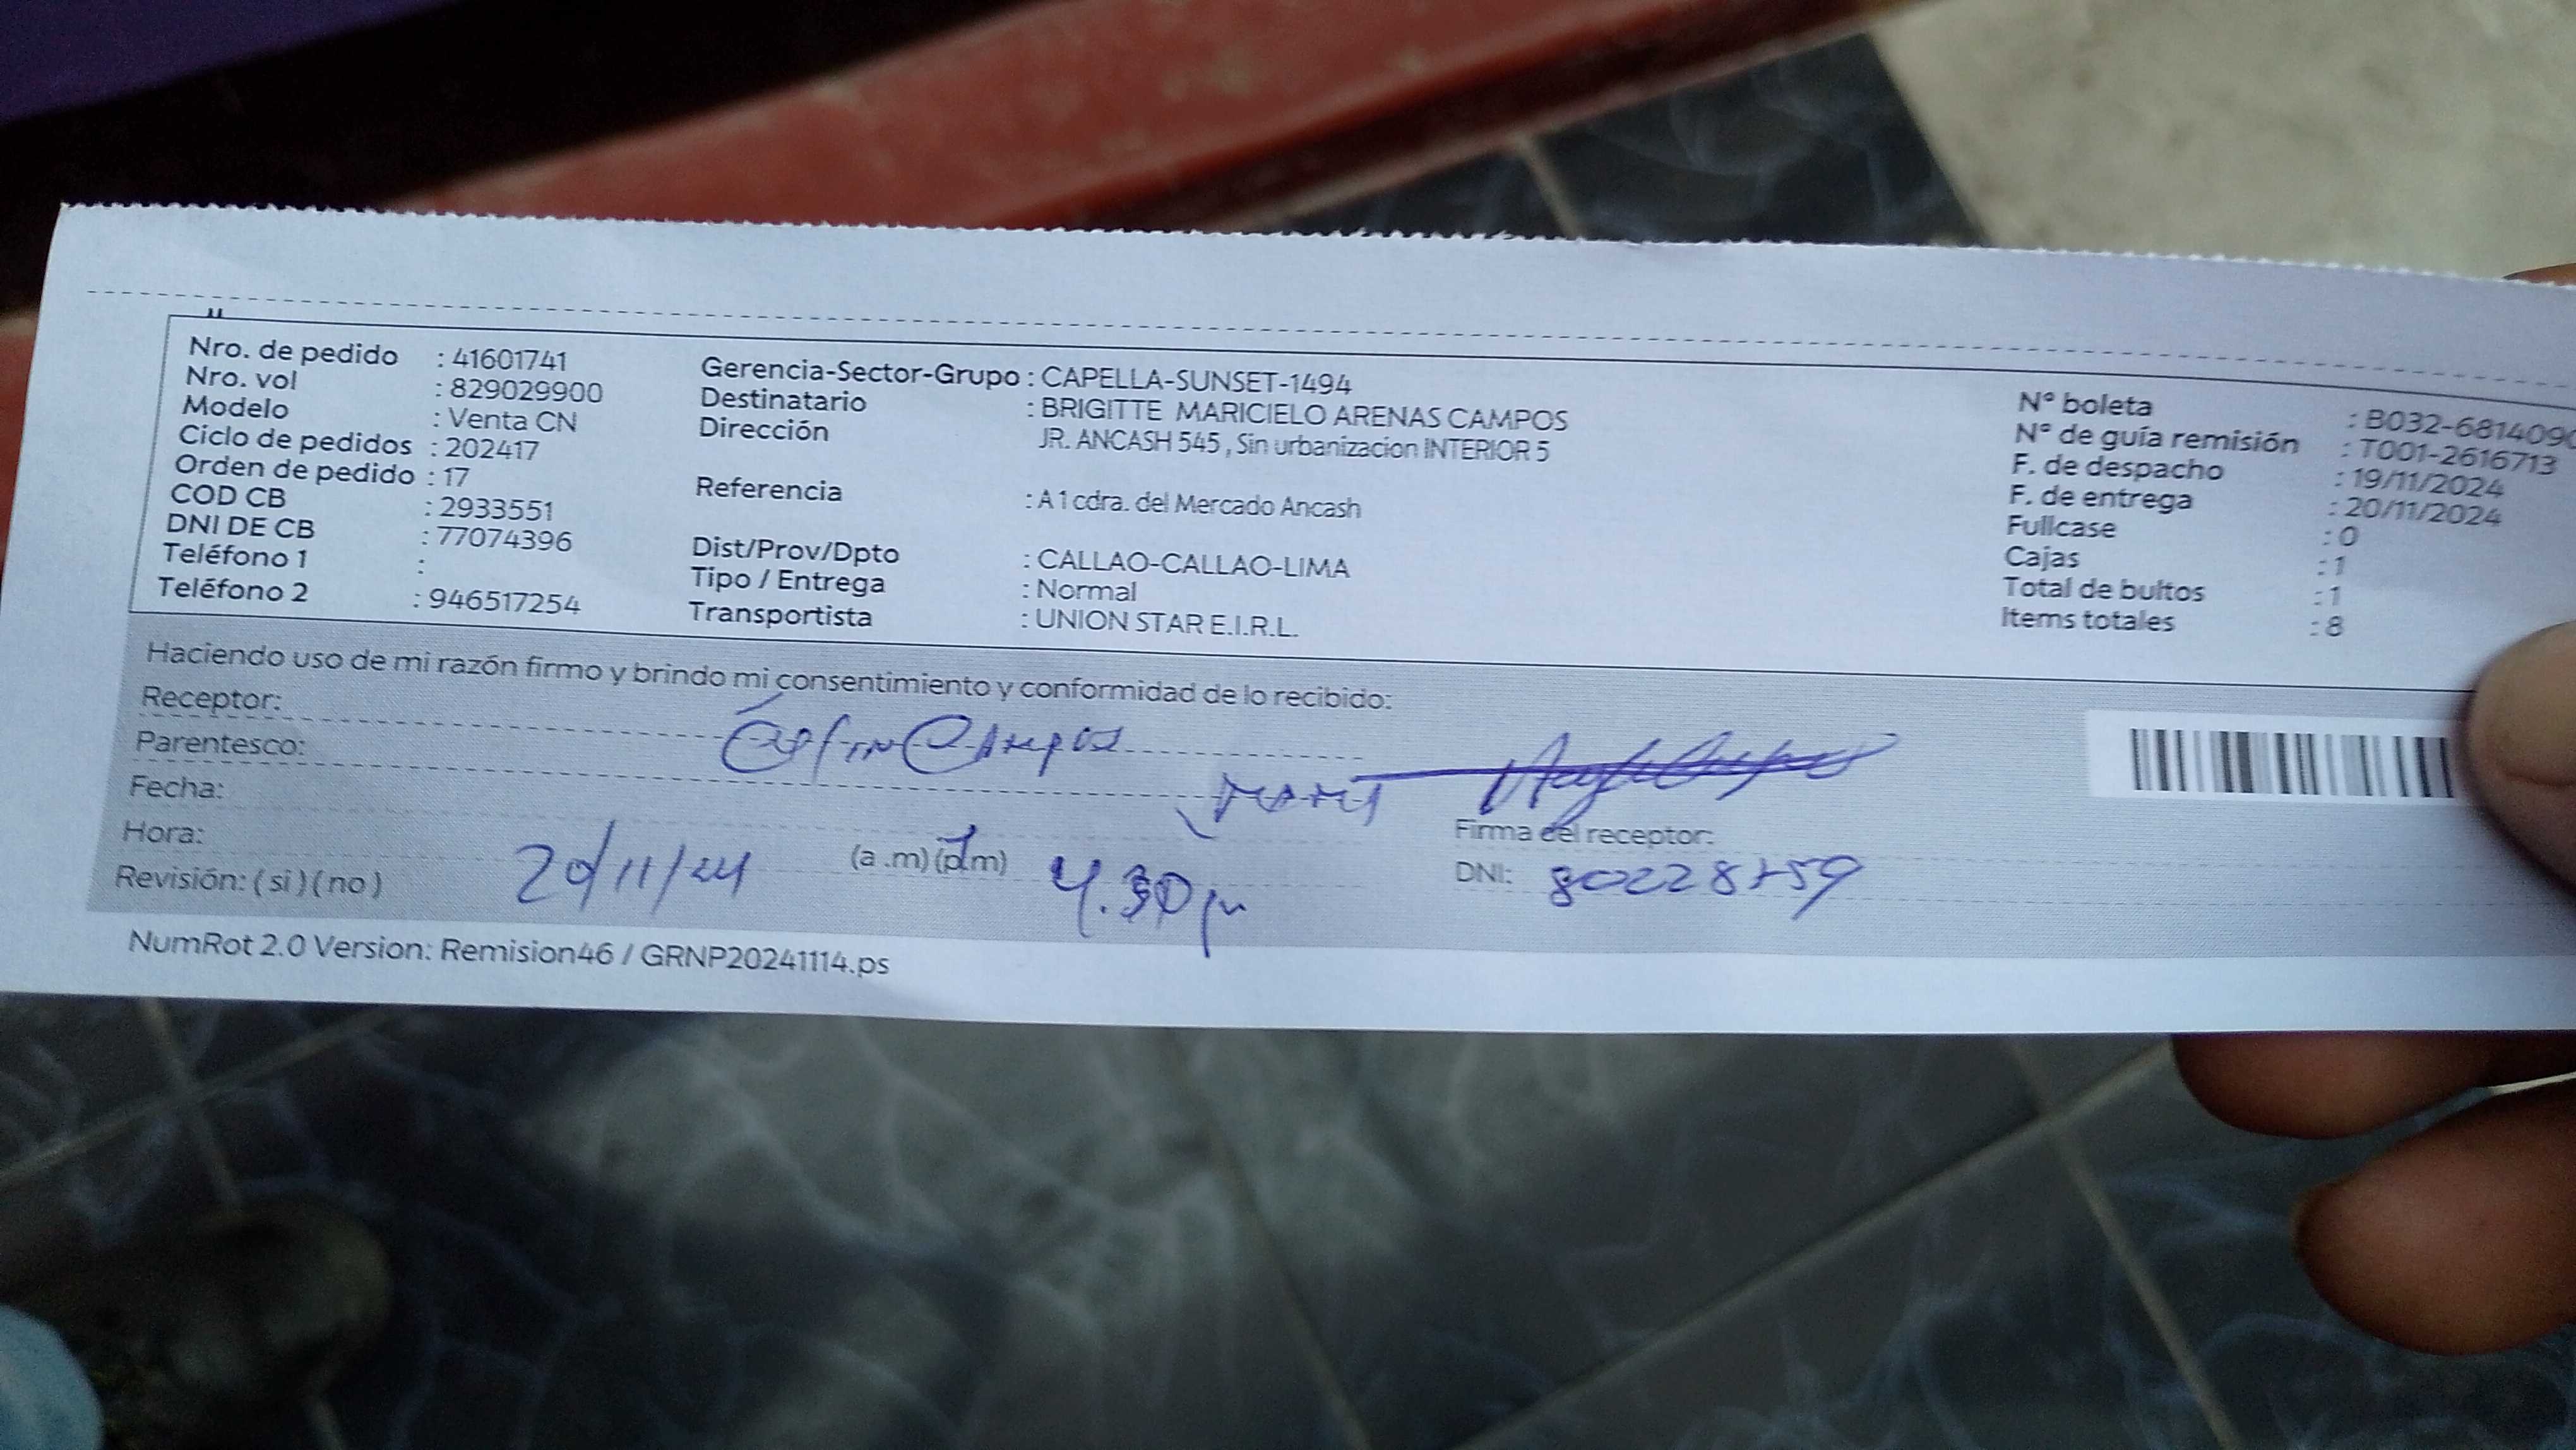 Nro. de pedido : 41601741
Nro. vol : 829029900
Modelo : Venta CN
Ciclo de pedidos : 202417
Orden de pedido : 17
COD CB : 2933551
DNI DE CB : 77074396
Teléfono 1 :
Teléfono 2 : 946517254
Gerencia-Sector-Grupo : CAPELLA-SUNSET-1494
Destinatario : BRIGITTE MARICIELO ARENAS CAMPOS
Dirección JR. ANCASH 545 , Sin urbanizacion INTERIOR 5
Referencia : A 1 cdra. del Mercado Ancash
Dist/Prov/Dpto : CALLAO-CALLAO-LIMA
Tipo / Entrega : Normal
Transportista : UNION STAR E.I.R.L.
N° boleta : B032-681409
N° de guía remisión : T001-2616713
F. de despacho : 19/11/2024
F. de entrega : 20/11/2024
Fullcase : 0
Cajas : 1
Total de bultos : 1
Items totales : 8
Haciendo uso de mi razón firmo y brindo mi consentimiento y conformidad de lo recibido:
Receptor:
Parentesco: Campos
Fecha:
Hora: 20/11/24 (a .m) (p.m) 4.30 pm
Revisión: ( si ) ( no )
Firma del receptor:
DNI:
NumRot 2.0 Version: Remision46 / GRNP20241114.ps